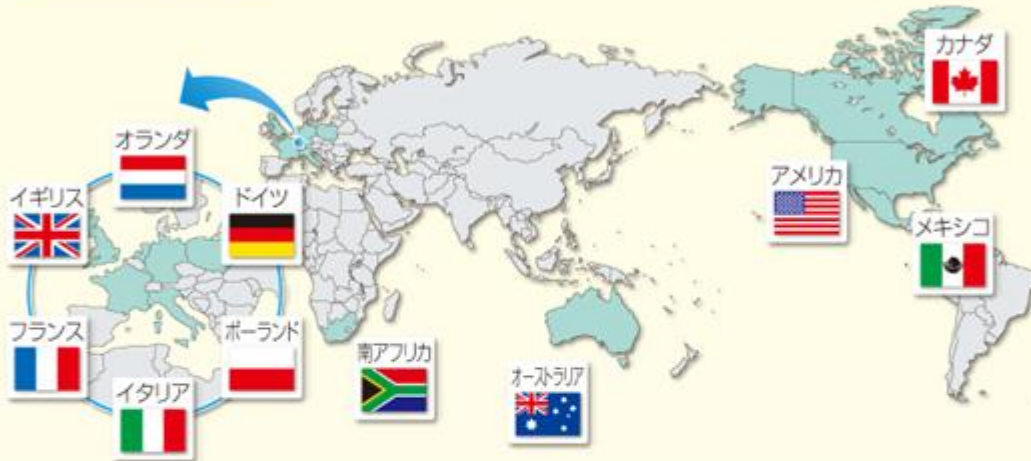 カナダ
オランダ
アメリカ
イギリス
ドイツ
メキシコ
フランス
ポーランド
南アフリカ
オーストラリア
イタリア